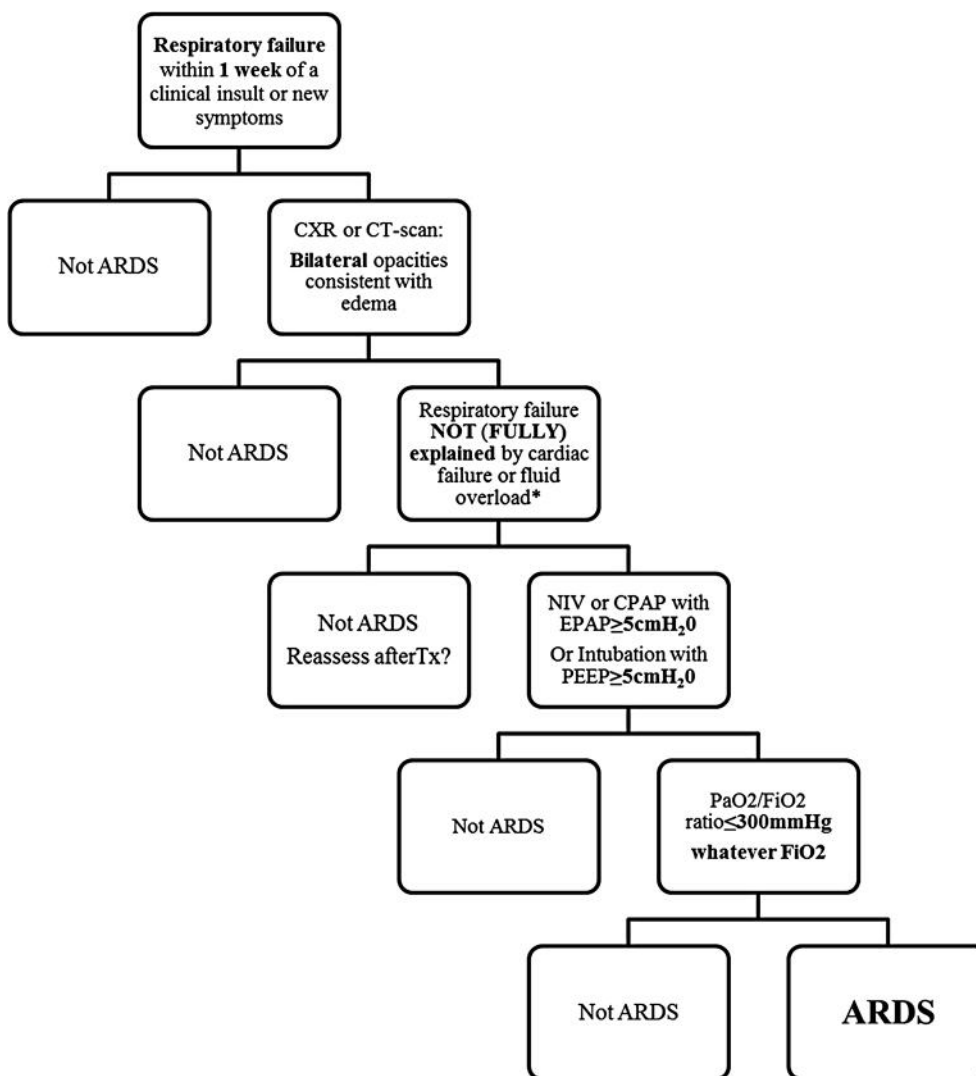 Respiratory failure
within 1 week of a
clinical insult or new
symptoms
Not ARDS
CXR or CT-scan:
Bilateral opacities
consistent with
edema
Not ARDS
Respiratory failure
NOT (FULLY)
explained by cardiac
failure or fluid
overload*
Not ARDS
Reassess afterTx?
NIV or CPAP with
EPAP≥5cmH₂0
Or Intubation with
PEEP≥5cmH₂0
Not ARDS
PaO2/FiO2
ratio≤300mmHg
whatever FiO2
Not ARDS
ARDS